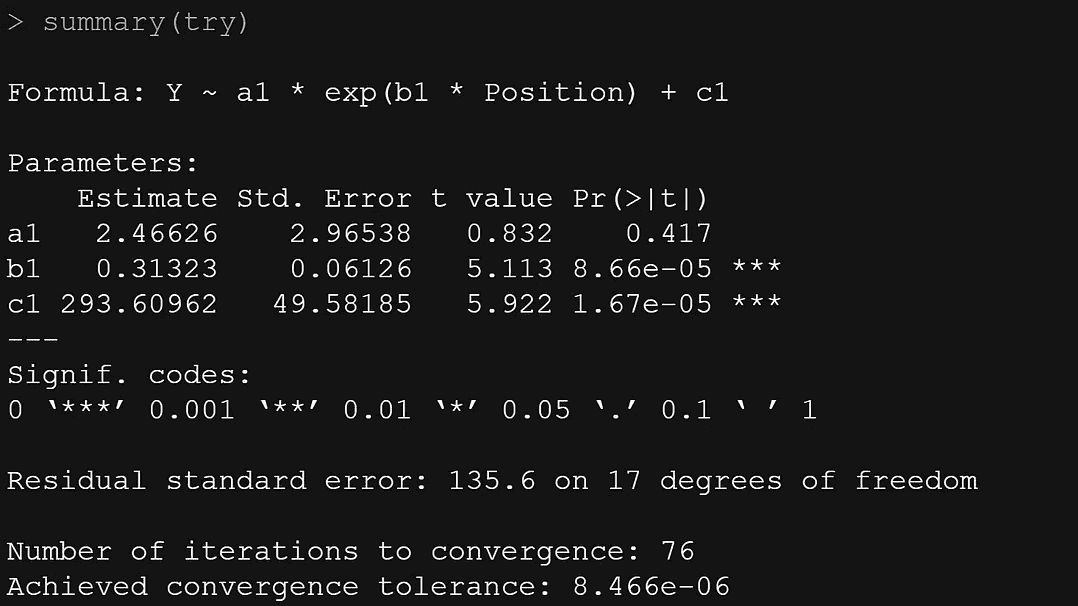 > summary(try)
Formula: Y ~ a1 * exp(b1 * Position) + c1
Parameters:
Estimate Std. Error t value Pr(>|t|)
a1 2.46626 2.96538 0.832 0.417
b1 0.31323 0.06126 5.113 8.66e-05 ***
c1 293.60962 49.58185 5.922 1.67e-05 ***
---
Signif. codes:
0 ‘***’ 0.001 ‘**’ 0.01 ‘*’ 0.05 ‘.’ 0.1 ‘ ’ 1
Residual standard error: 135.6 on 17 degrees of freedom
Number of iterations to convergence: 76
Achieved convergence tolerance: 8.466e-06